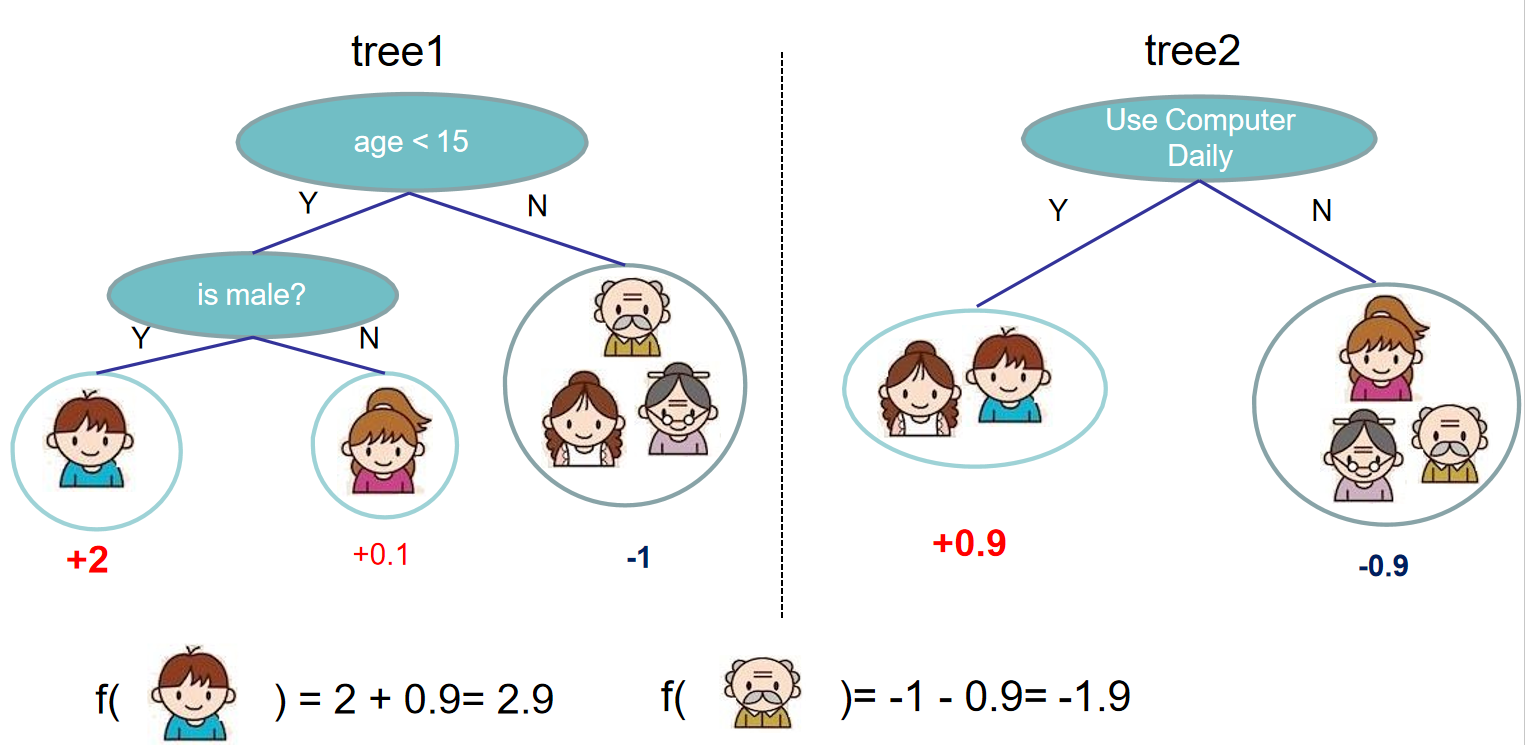 tree1
age < 15
Y
N
is male?
Y
N
+2
+0.1
-1
tree2
Use Computer
Daily
Y
N
+0.9
-0.9
f( ) = 2 + 0.9= 2.9
f( )= -1 - 0.9= -1.9